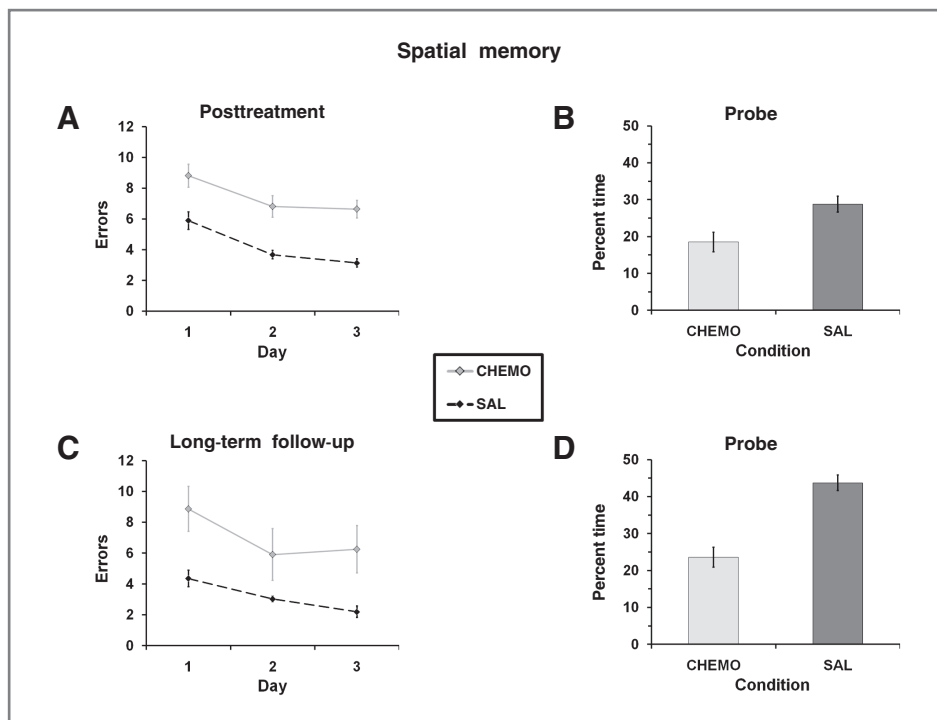 Spatial memory
A
Posttreatment
12
10
8
6
4
2
0
Errors
1 2 3
Day
B
Probe
50
40
30
20
10
0
Percent time
CHEMO SAL
Condition
CHEMO
SAL
C
Long-term follow-up
12
10
8
6
4
2
0
Errors
1 2 3
Day
D
Probe
50
40
30
20
10
0
Percent time
CHEMO SAL
Condition